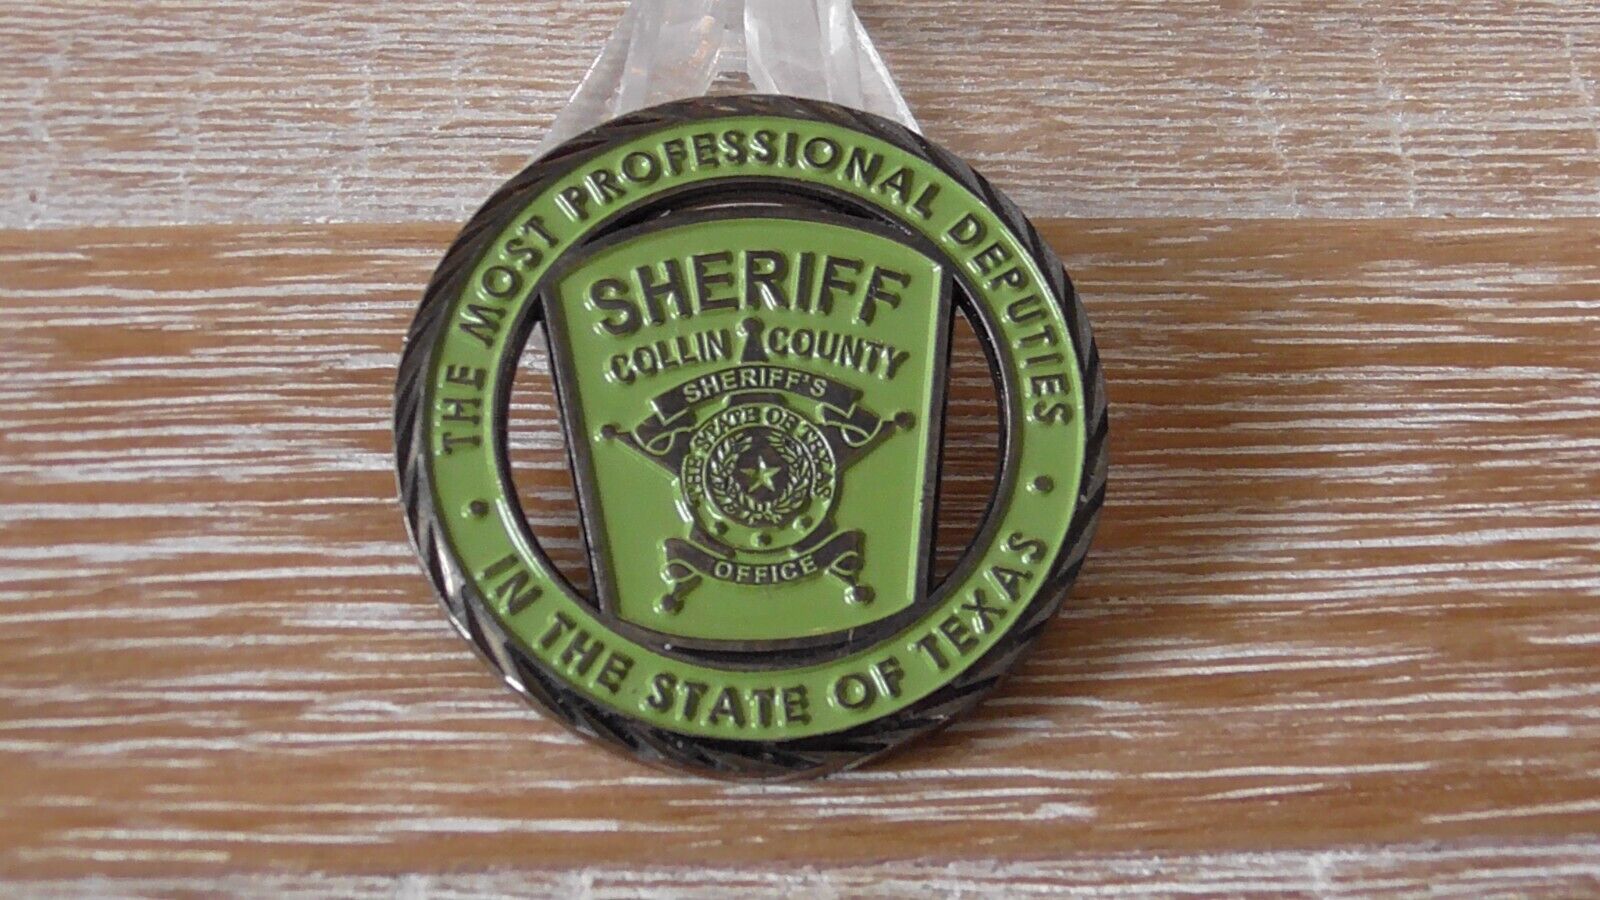 THE MOST PROFESSIONAL DEPUTIES
SHERIFF
COLLIN COUNTY
SHERIFF'S
THE STATE OF TEXAS
OFFICE
· IN THE STATE OF TEXAS ·